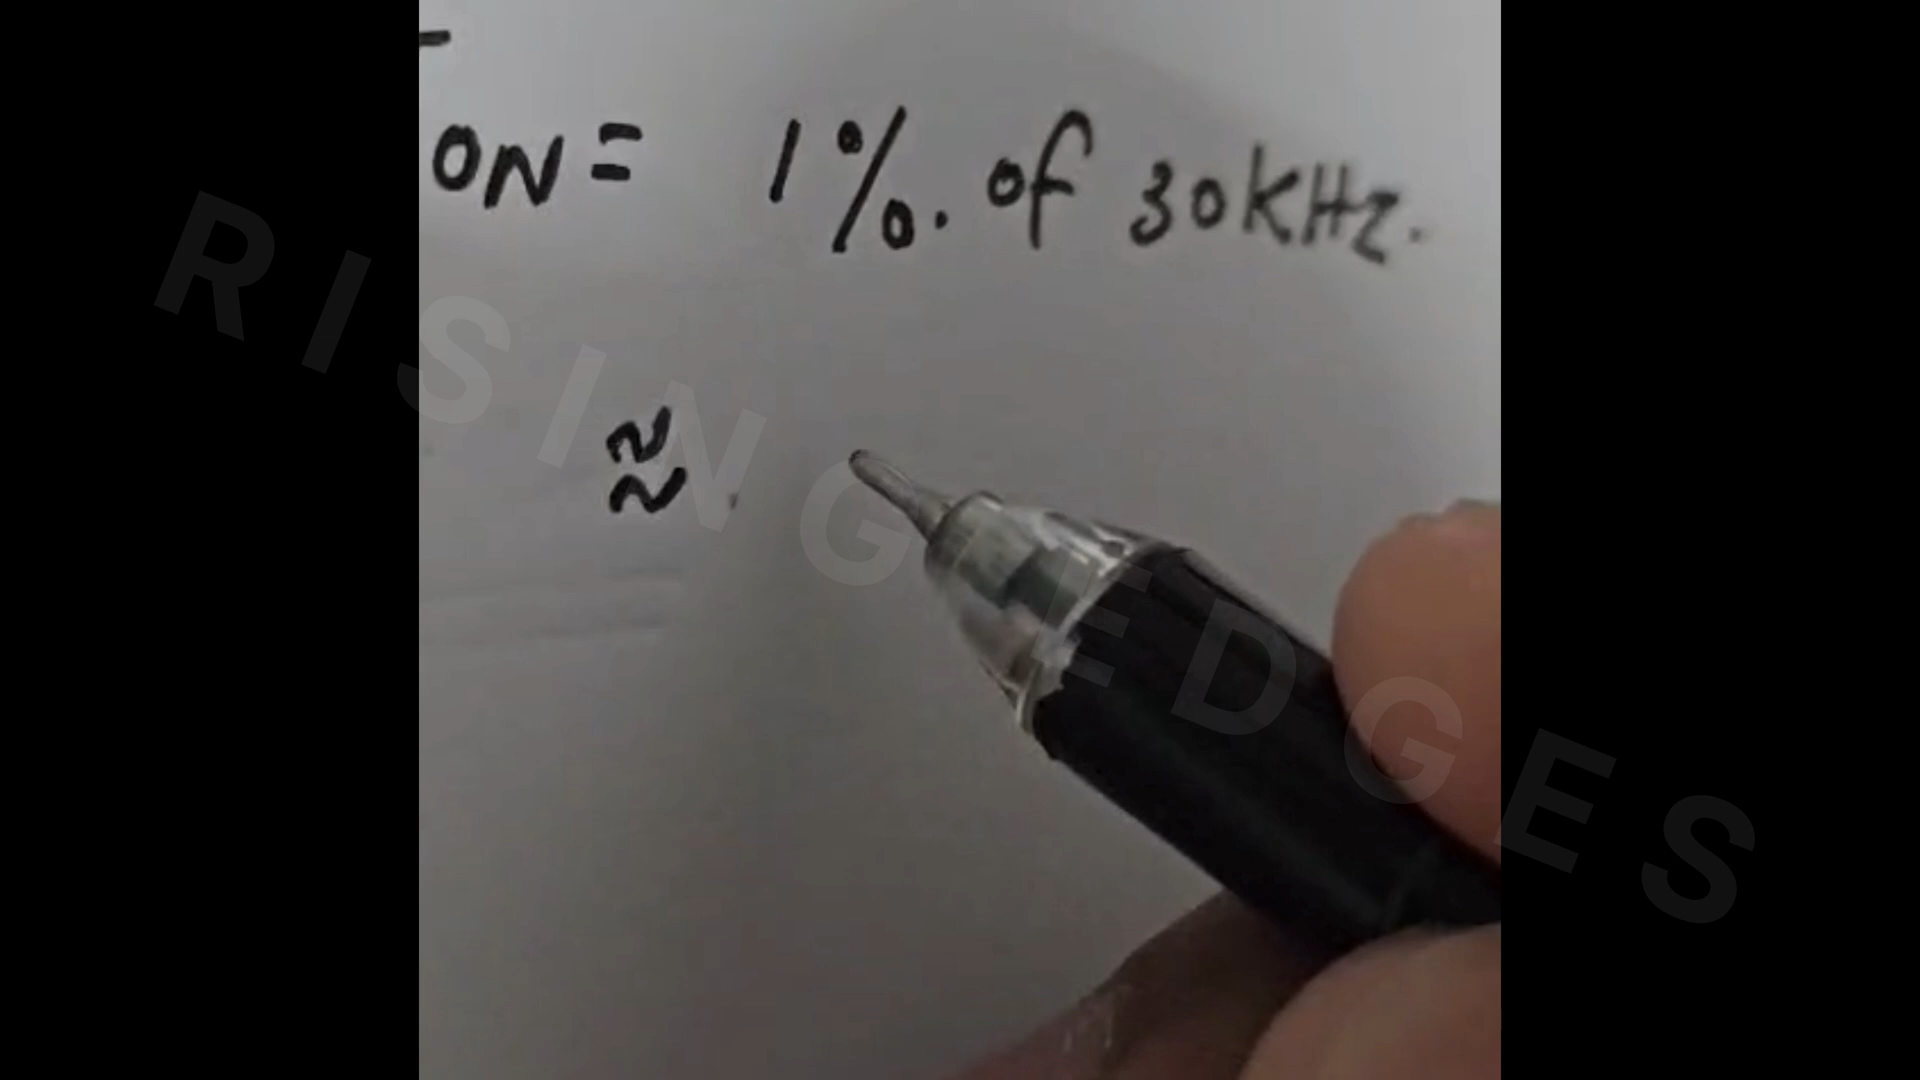 ON = 1%. of 30KHz.
≈
RISING EDGES